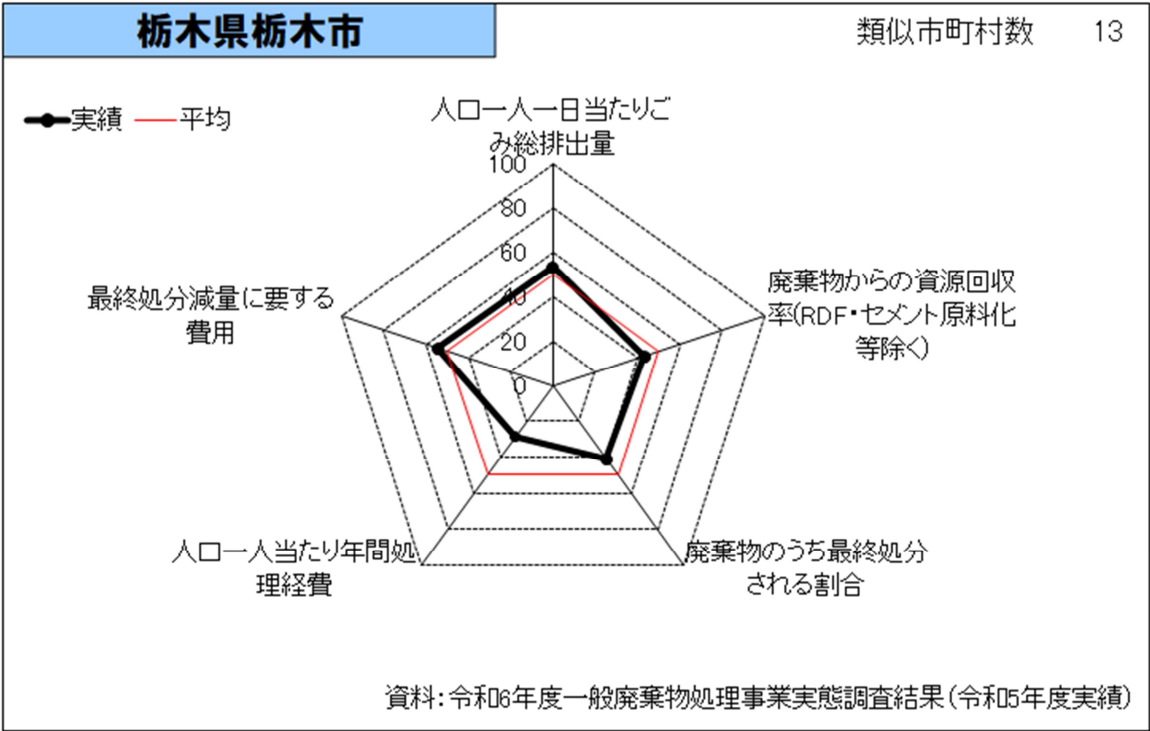 栃木県栃木市
類似市町村数 13
実績 平均
人口一人一日当たりご
み総排出量
100
80
60
40
20
0
廃棄物からの資源回収
率(RDF・セメント原料化
等除く)
最終処分減量に要する
費用
人口一人当たり年間処
理経費
廃棄物のうち最終処分
される割合
資料:令和6年度一般廃棄物処理事業実態調査結果(令和5年度実績)